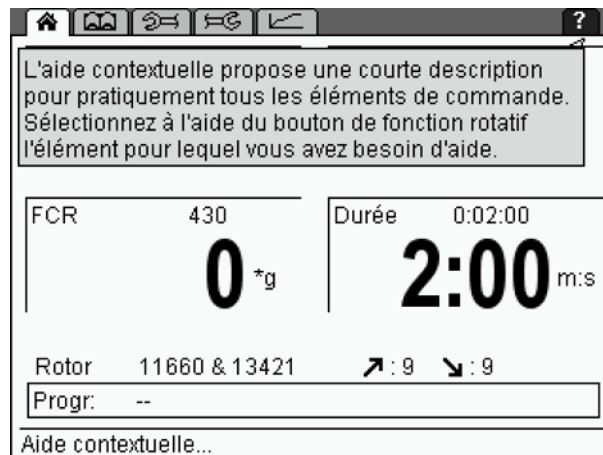 ?
L'aide contextuelle propose une courte description
pour pratiquement tous les éléments de commande.
Sélectionnez à l'aide du bouton de fonction rotatif
l'élément pour lequel vous avez besoin d'aide.
FCR 430
0 *g
Durée 0:02:00
2:00 m:s
Rotor 11660 & 13421 ↗ : 9 ↘ : 9
Progr: --
Aide contextuelle...